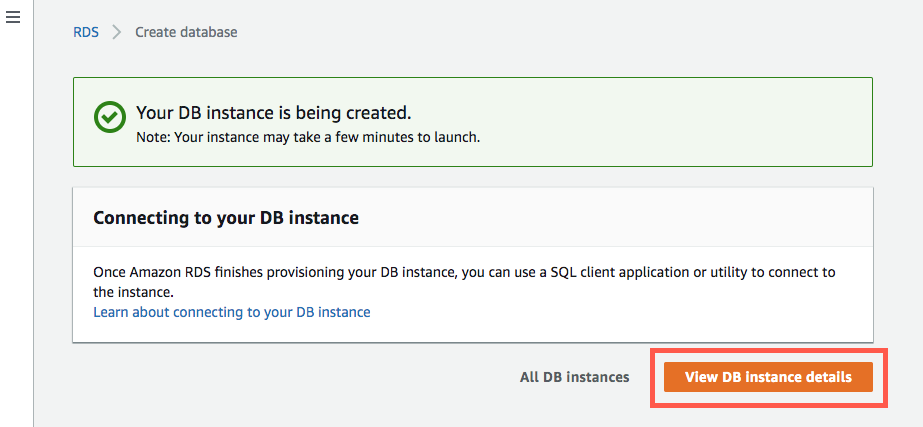 RDS > Create database
Your DB instance is being created.
Note: Your instance may take a few minutes to launch.
Connecting to your DB instance
Once Amazon RDS finishes provisioning your DB instance, you can use a SQL client application or utility to connect to
the instance.
Learn about connecting to your DB instance
All DB instances View DB instance details